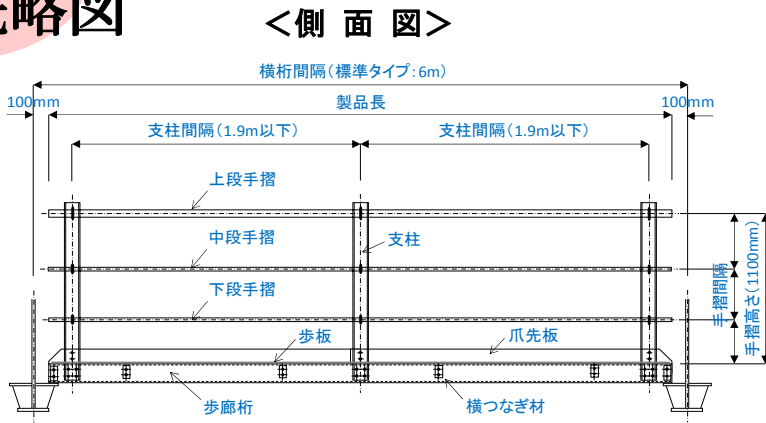 略図
＜側 面 図＞
横桁間隔（標準タイプ：6m）
100mm
製品長
100mm
支柱間隔（1.9m以下）
支柱間隔（1.9m以下）
上段手摺
中段手摺
支柱
下段手摺
手摺間隔
手摺高さ（1100mm）
歩板
爪先板
歩廊桁
横つなぎ材